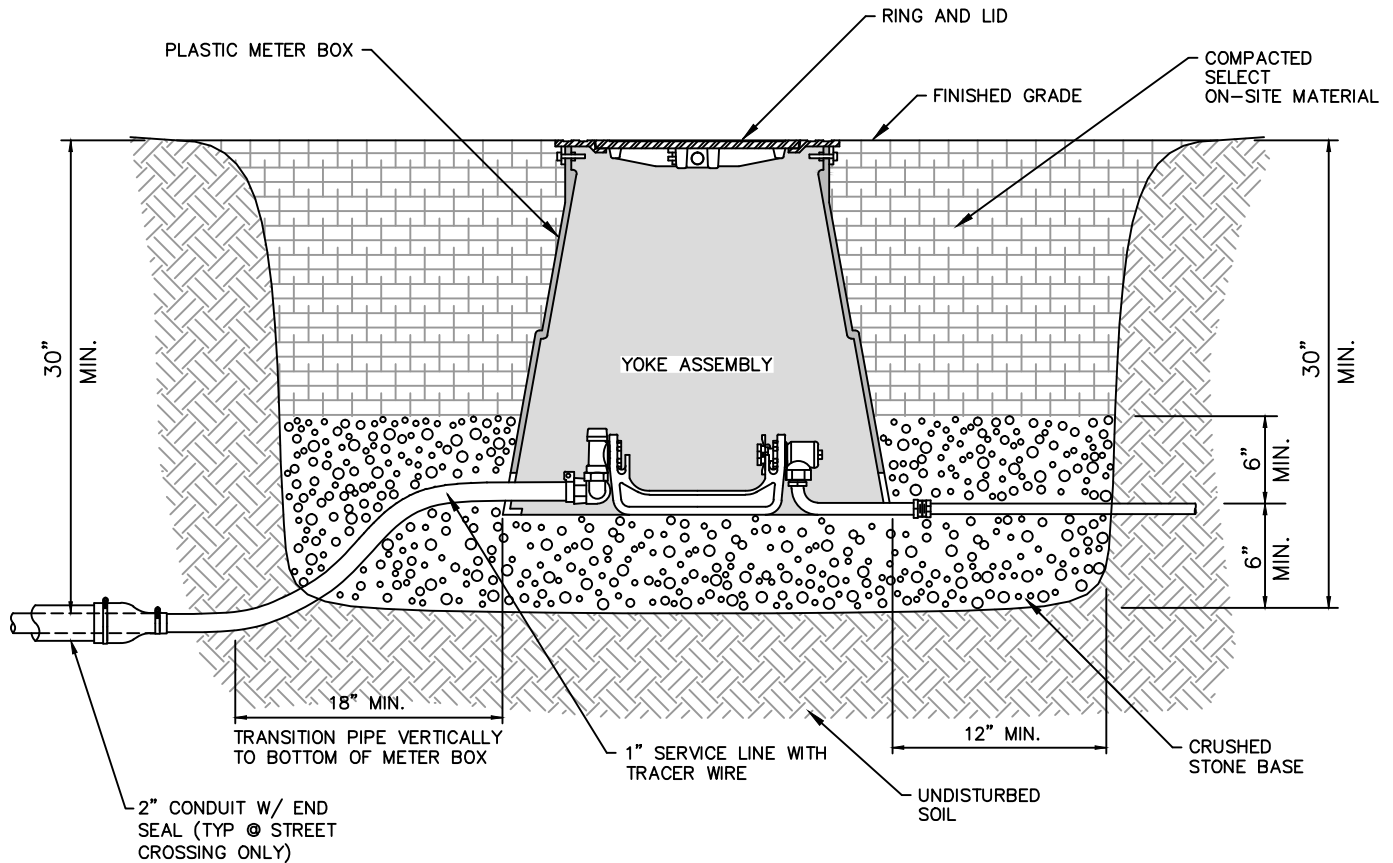 RING AND LID
PLASTIC METER BOX
COMPACTED
SELECT
ON-SITE MATERIAL
FINISHED GRADE
30"
MIN.
30"
MIN.
YOKE ASSEMBLY
6"
MIN.
6"
MIN.
18" MIN.
TRANSITION PIPE VERTICALLY
TO BOTTOM OF METER BOX
1" SERVICE LINE WITH
TRACER WIRE
12" MIN.
CRUSHED
STONE BASE
UNDISTURBED
SOIL
2" CONDUIT W/ END
SEAL (TYP @ STREET
CROSSING ONLY)